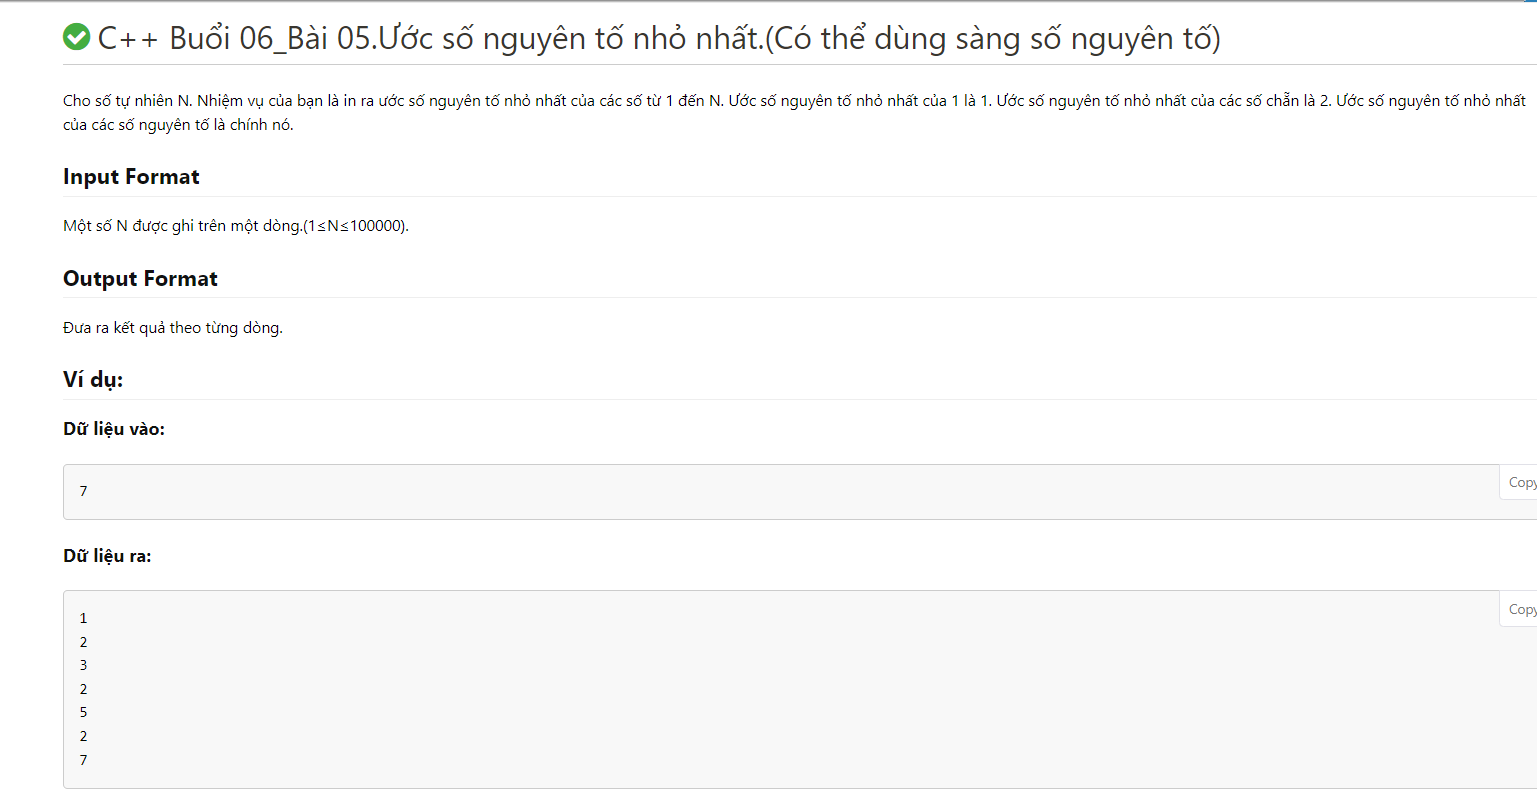 C++ Buổi 06_Bài 05.Ước số nguyên tố nhỏ nhất.(Có thể dùng sàng số nguyên tố)
Cho số tự nhiên N. Nhiệm vụ của bạn là in ra ước số nguyên tố nhỏ nhất của các số từ 1 đến N. Ước số nguyên tố nhỏ nhất của 1 là 1. Ước số nguyên tố nhỏ nhất của các số chẵn là 2. Ước số nguyên tố nhỏ nhất
của các số nguyên tố là chính nó.
Input Format
Một số N được ghi trên một dòng.(1≤N≤100000).
Output Format
Đưa ra kết quả theo từng dòng.
Ví dụ:
Dữ liệu vào:
Copy
7
Dữ liệu ra:
Copy
1
2
3
2
5
2
7